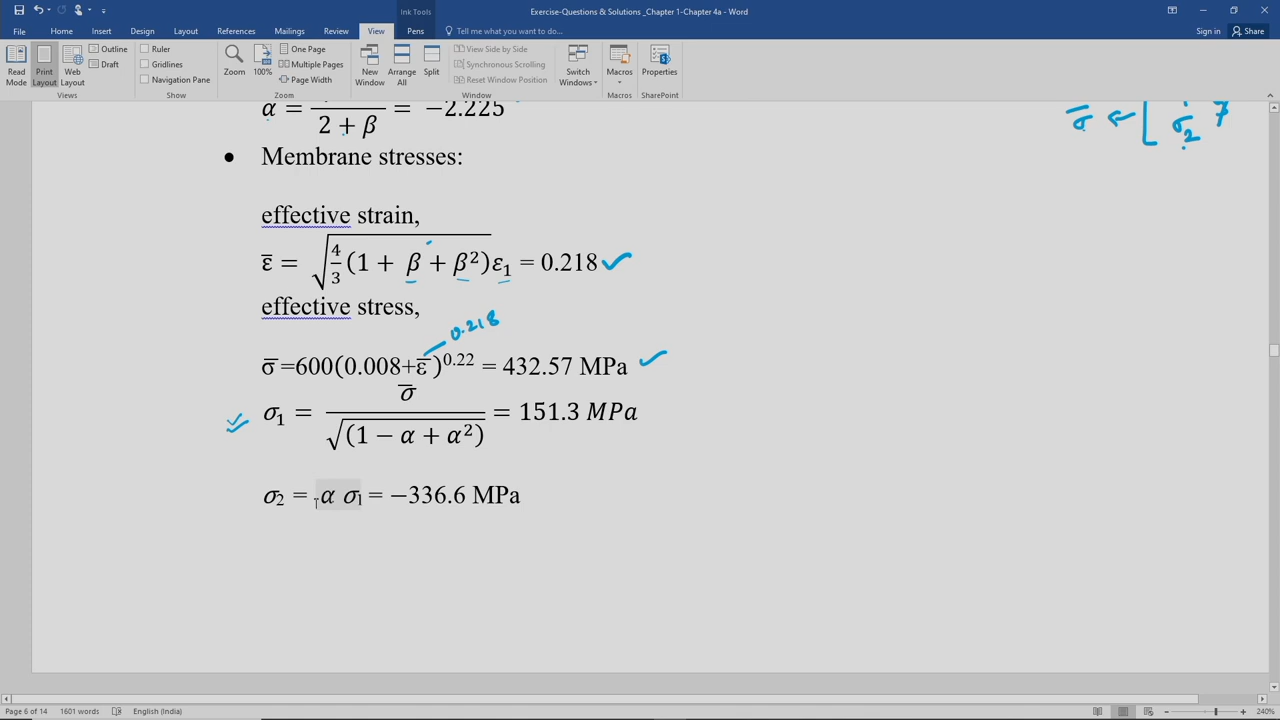 Ink Tools
Exercise-Questions & Solutions _Chapter 1-Chapter 4a - Word
File Home Insert Design Layout References Mailings Review View Pens Tell me what you want to do... Sign in Share
Read Mode Print Layout Web Layout Outline Draft
Views
Ruler Gridlines Navigation Pane
Show
Zoom 100% One Page Multiple Pages Page Width
Zoom
New Window Arrange All Split View Side by Side Synchronous Scrolling Reset Window Position Switch Windows
Window
Macros
Macros
Properties
SharePoint
α = / 2 + β = −2.225
σ̅ ← [ σ2
• Membrane stresses:
effective strain,
ε̅ = √4/3(1 + β + β²)ε₁ = 0.218
effective stress,
0.218
σ̅ =600(0.008+ε̅)^0.22 = 432.57 MPa
σ₁ = σ̅ / √(1 − α + α²) = 151.3 MPa
σ₂ = α σ₁ = −336.6 MPa
Page 6 of 14 1601 words English (India) 240%